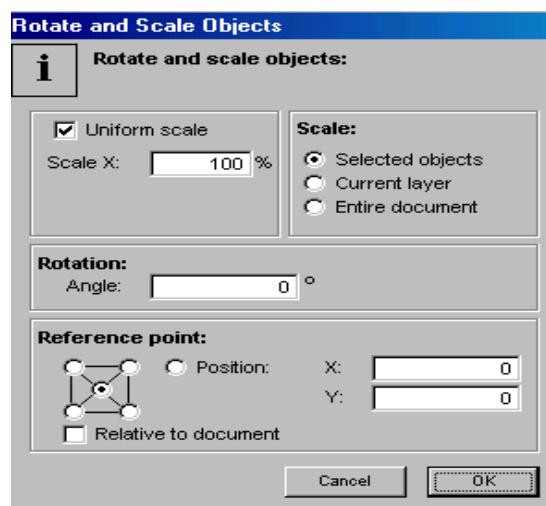 Rotate and Scale Objects
i Rotate and scale objects:
Uniform scale
Scale X: 100 %
Scale:
Selected objects
Current layer
Entire document
Rotation:
Angle: 0 °
Reference point:
Position: X: 0
Y: 0
Relative to document
Cancel OK